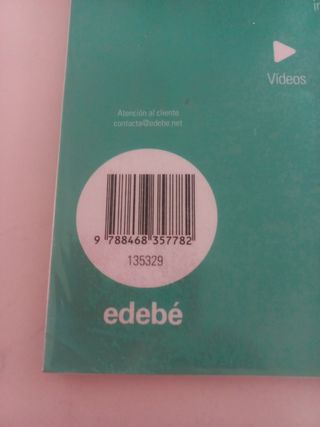 Vídeos
Atención al cliente
contacta@edebe.net
9 788468 357782
135329
edebé